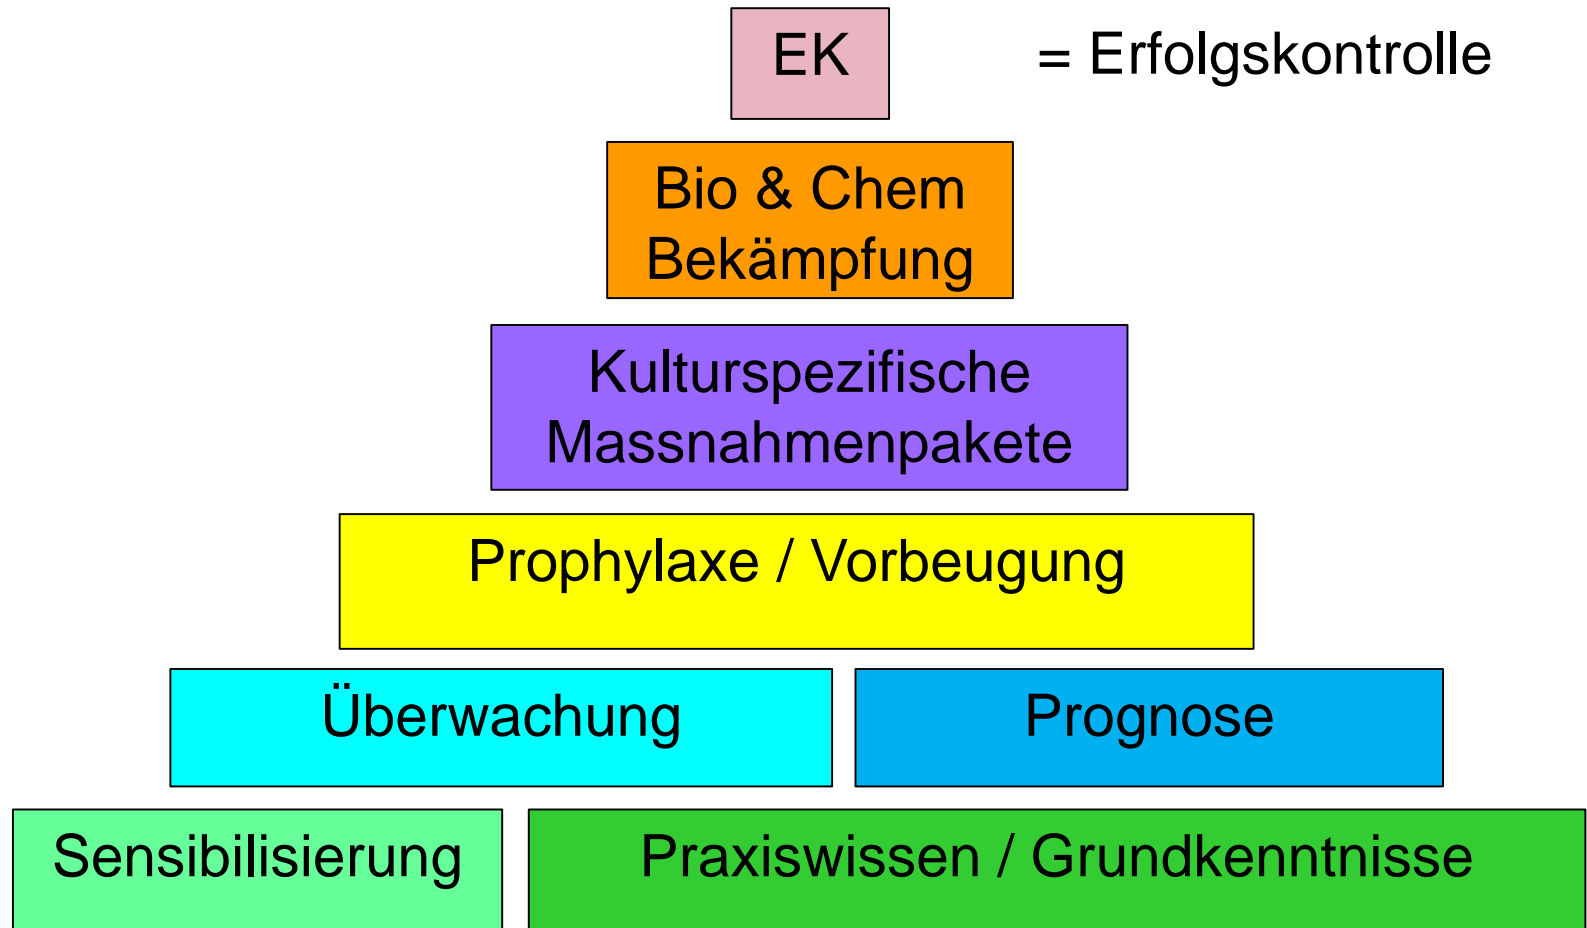 EK = Erfolgskontrolle
Bio & Chem
Bekämpfung
Kulturspezifische
Massnahmenpakete
Prophylaxe / Vorbeugung
Überwachung Prognose
Sensibilisierung Praxiswissen / Grundkenntnisse